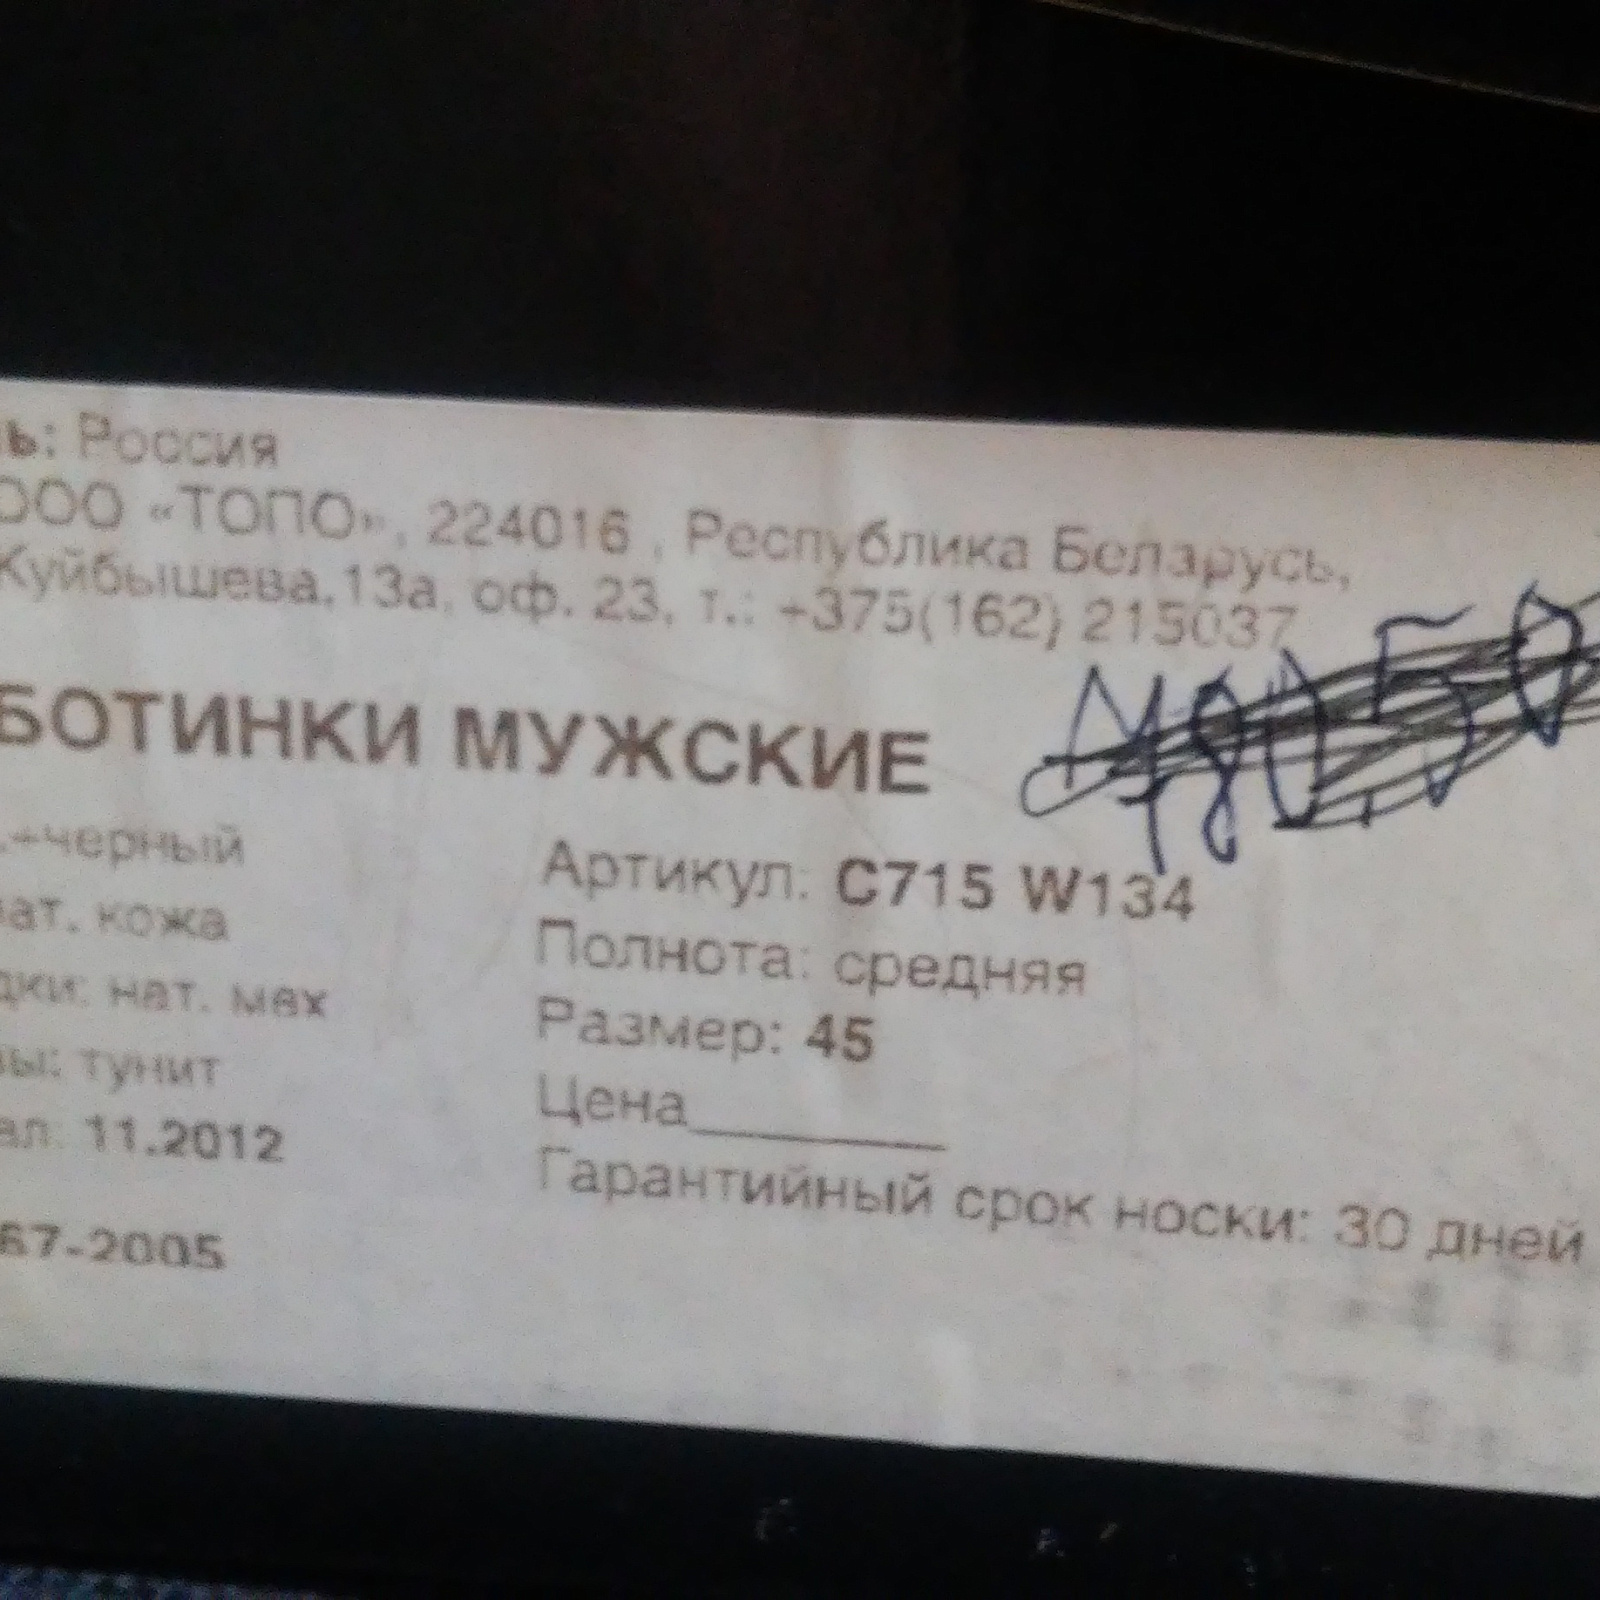 ь: Россия
ООО «ТОПО», 224016 , Республика Беларусь,
Куйбышева,13а, оф. 23, т.: +375(162) 215037
БОТИНКИ МУЖСКИЕ
.+черный
Артикул: С715 W134
ат. кожа
Полнота: средняя
дки: нат. мех
Размер: 45
вы: тунит
Цена
ал: 11.2012
Гарантийный срок носки: 30 дней
67-2005